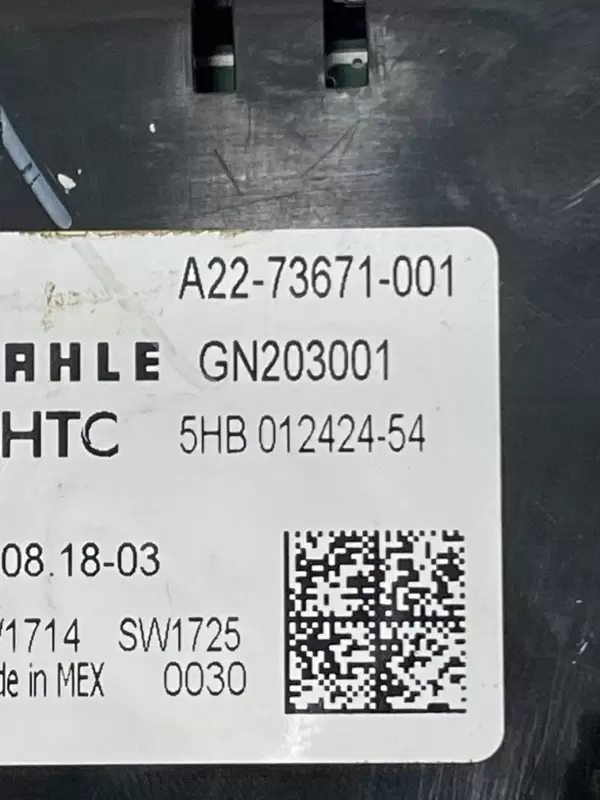 A22-73671-001
AHLE GN203001
HTC 5HB 012424-54
08.18-03
1714 SW1725
de in MEX 0030